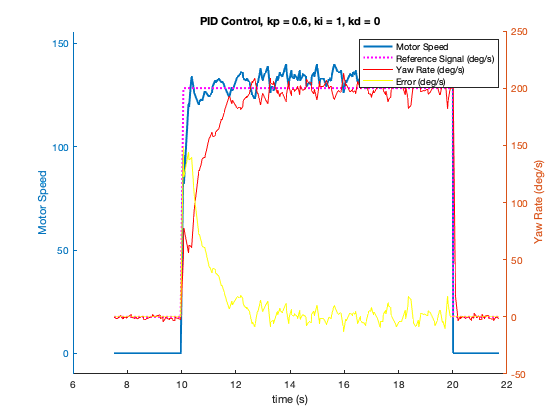 PID Control, kp = 0.6, ki = 1, kd = 0
Motor Speed
Reference Signal (deg/s)
Yaw Rate (deg/s)
Error (deg/s)
150
100
50
0
Motor Speed
250
200
150
100
50
0
-50
Yaw Rate (deg/s)
6 8 10 12 14 16 18 20 22
time (s)